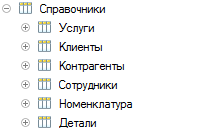 Справочники
Услуги
Клиенты
Контрагенты
Сотрудники
Номенклатура
Детали